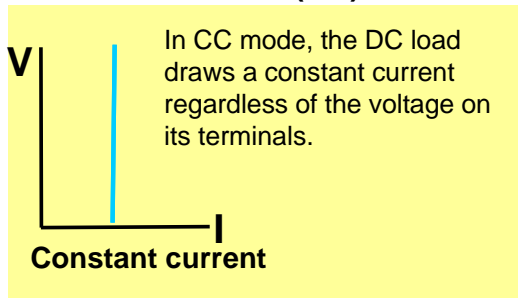 V
In CC mode, the DC load
draws a constant current
regardless of the voltage on
its terminals.
I
Constant current